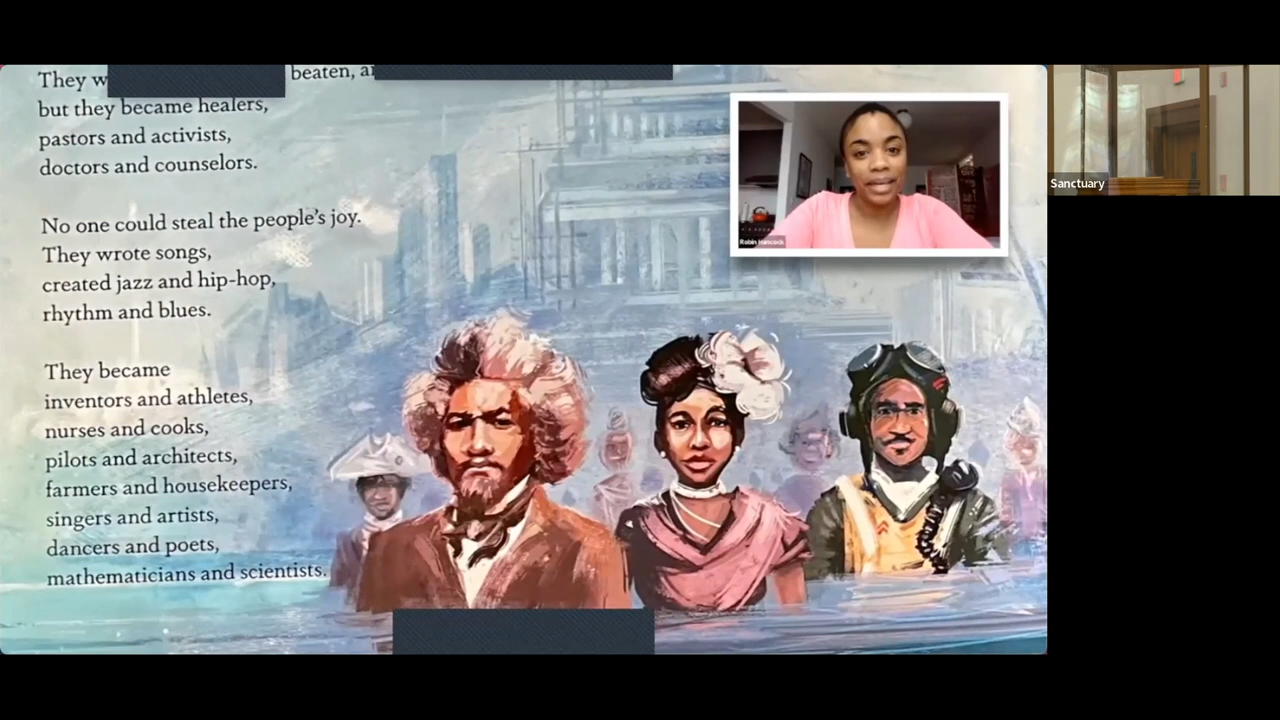 They w beaten, a
but they became healers,
pastors and activists,
doctors and counselors.
No one could steal the people's joy.
They wrote songs,
created jazz and hip-hop,
rhythm and blues.
They became
inventors and athletes,
nurses and cooks,
pilots and architects,
farmers and housekeepers,
singers and artists,
dancers and poets,
mathematicians and scientists.
Robin Hancock
Sanctuary